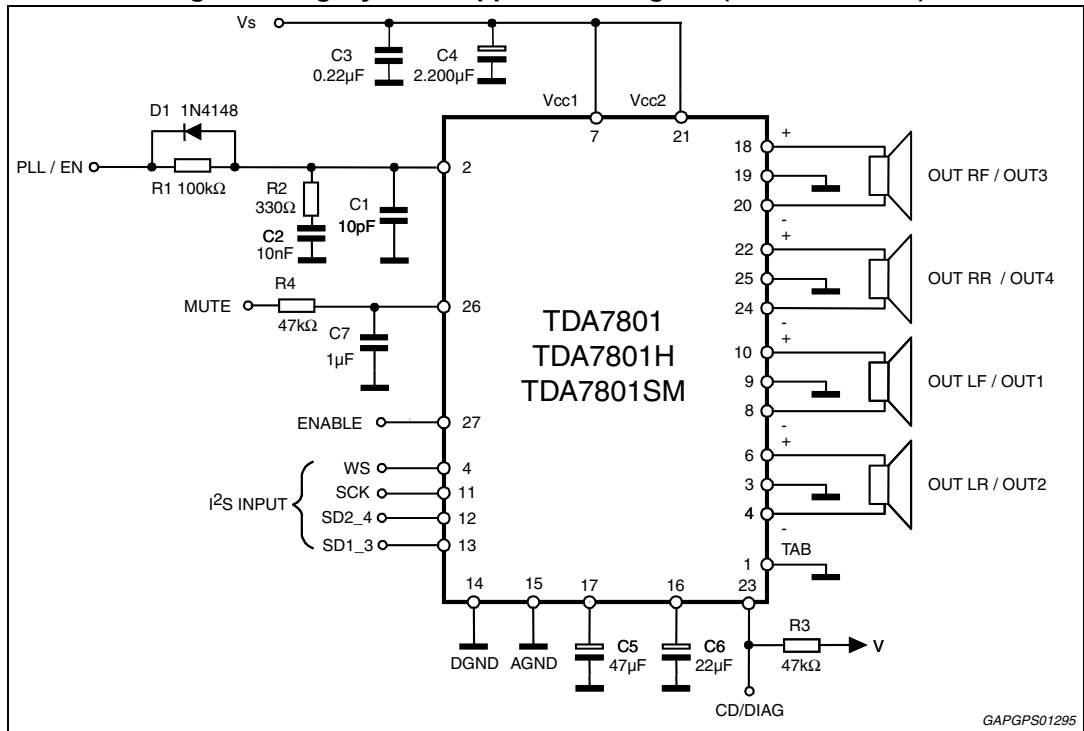 Vs
C3
0.22µF
C4
2.200µF
Vcc1
Vcc2
7
21
D1 1N4148
PLL / EN
R1 100kΩ
R2
330Ω
C2
10nF
C1
10pF
2
MUTE
R4
47kΩ
C7
1µF
26
TDA7801
TDA7801H
TDA7801SM
ENABLE
27
I2S INPUT
WS
4
SCK
11
SD2_4
12
SD1_3
13
18
+
19
20
-
OUT RF / OUT3
+
22
25
24
-
OUT RR / OUT4
+
10
9
8
-
OUT LF / OUT1
+
6
3
4
-
OUT LR / OUT2
TAB
1
14
15
17
16
23
DGND
AGND
C5
47µF
C6
22µF
R3
47kΩ
V
CD/DIAG
GAPGPS01295